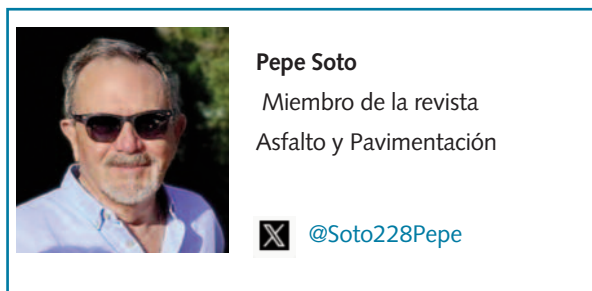 Pepe Soto
Miembro de la revista
Asfalto y Pavimentación
X @Soto228Pepe